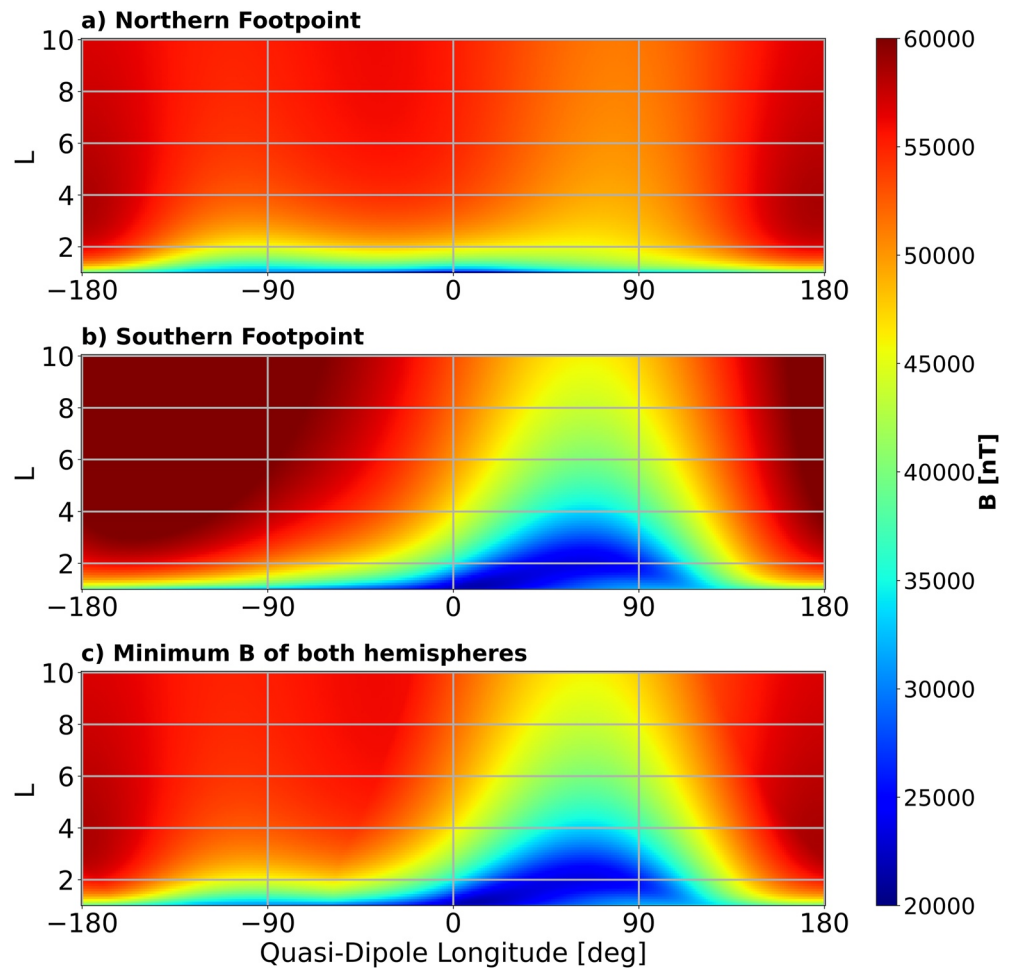 a) Northern Footpoint
10
8
6
4
2
L
−180 −90 0 90 180
b) Southern Footpoint
10
8
6
4
2
L
−180 −90 0 90 180
c) Minimum B of both hemispheres
10
8
6
4
2
L
−180 −90 0 90 180
Quasi-Dipole Longitude [deg]
60000
55000
50000
45000
40000
35000
30000
25000
20000
B [nT]